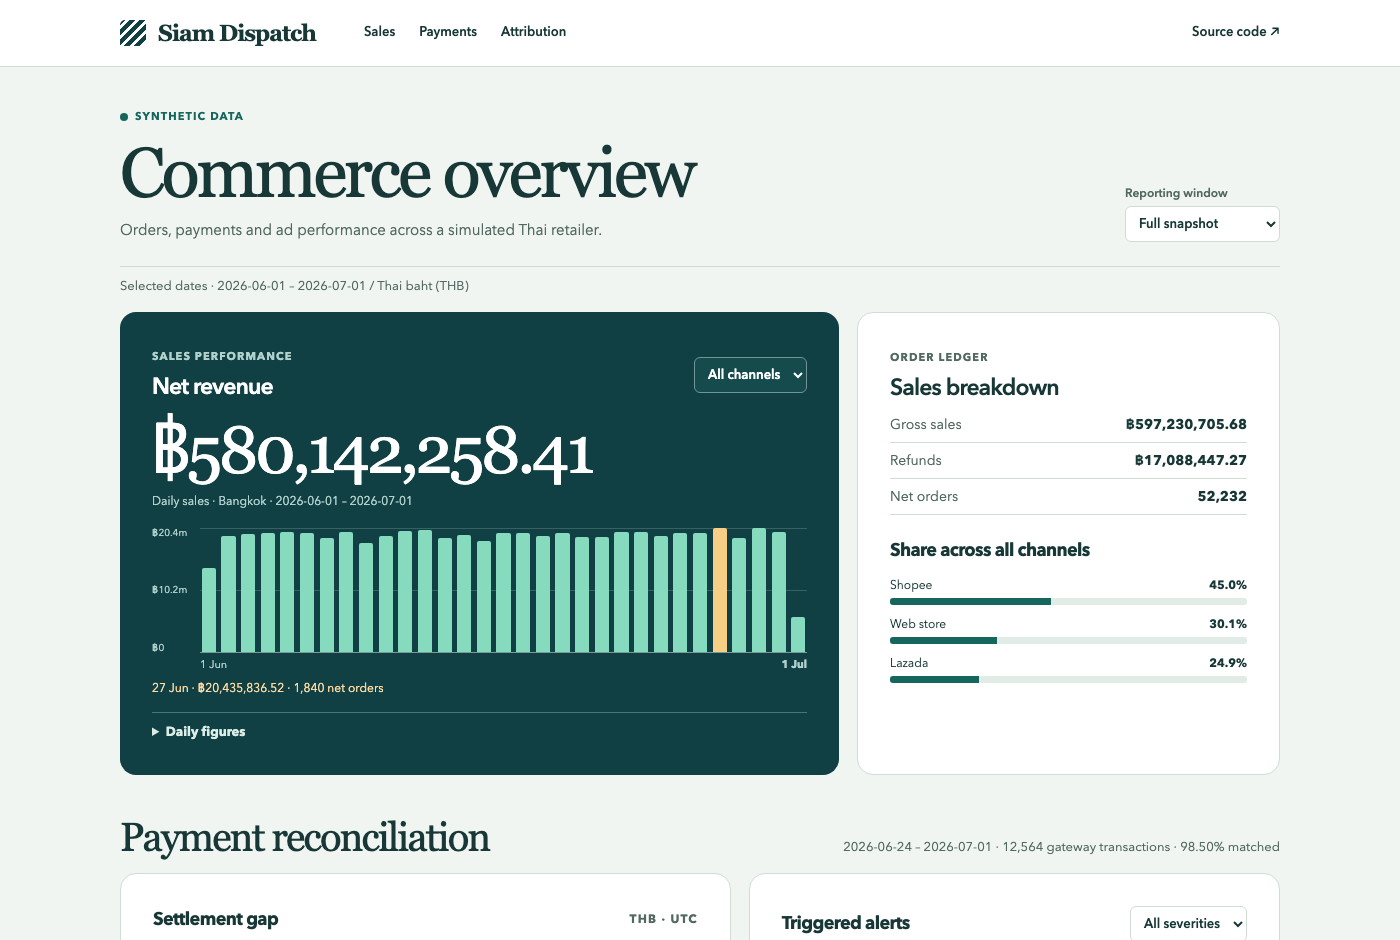 Siam Dispatch
Sales
Payments
Attribution
Source code ↗
SYNTHETIC DATA
Commerce overview
Orders, payments and ad performance across a simulated Thai retailer.
Reporting window
Full snapshot
Selected dates · 2026-06-01 – 2026-07-01 / Thai baht (THB)
SALES PERFORMANCE
Net revenue
All channels
฿580,142,258.41
Daily sales · Bangkok · 2026-06-01 – 2026-07-01
฿20.4m
฿10.2m
฿0
1 Jun
1 Jul
27 Jun · ฿20,435,836.52 · 1,840 net orders
Daily figures
ORDER LEDGER
Sales breakdown
Gross sales ฿597,230,705.68
Refunds ฿17,088,447.27
Net orders 52,232
Share across all channels
Shopee 45.0%
Web store 30.1%
Lazada 24.9%
Payment reconciliation
2026-06-24 – 2026-07-01 · 12,564 gateway transactions · 98.50% matched
Settlement gap
THB · UTC
Triggered alerts
All severities